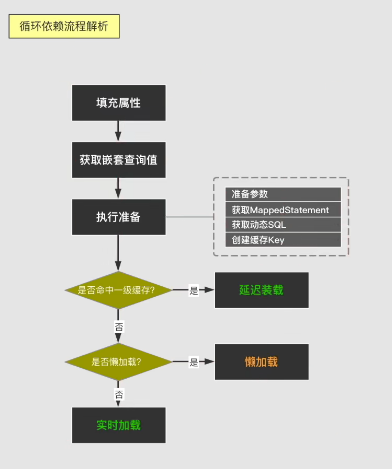 循环依赖流程解析
填充属性
获取嵌套查询值
执行准备
准备参数
获取MappedStatement
获取动态SQL
创建缓存Key
是否命中一级缓存?
是
延迟装载
否
是否懒加载?
是
懒加载
否
实时加载